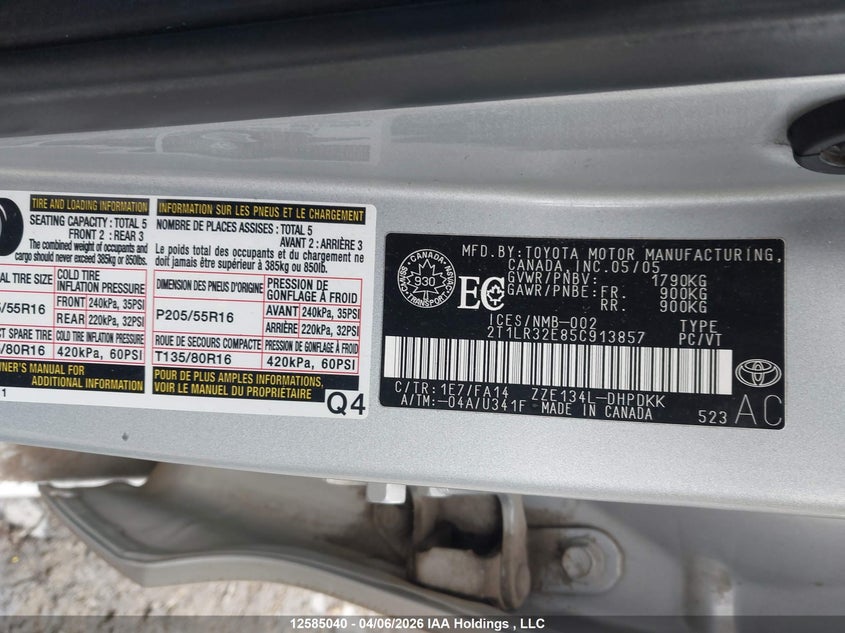 TIRE AND LOADING INFORMATION
SEATING CAPACITY : TOTAL 5
FRONT 2 : REAR 3
The combined weight of occupants and
cargo should never exceed 385kg or 850lbs.
AL TIRE SIZE
COLD TIRE
INFLATION PRESSURE
5/55R16
FRONT 240kPa, 35PSI
REAR 220kPa, 32PSI
CT SPARE TIRE
COLD TIRE INFLATION PRESSURE
/80R16
420kPa, 60PSI
NER'S MANUAL FOR
ADDITIONAL INFORMATION
INFORMATION SUR LES PNEUS ET LE CHARGEMENT
NOMBRE DE PLACES ASSISES : TOTAL 5
AVANT 2 : ARRIÈRE 3
Le poids total des occupants et du chargement ne
doit jamais être supérieur à 385kg ou 850lb.
DIMENSION DES PNEUS D'ORIGINE
PRESSION DE
GONFLAGE À FROID
P205/55R16
AVANT 240kPa, 35PSI
ARRIÈRE 220kPa, 32PSI
ROUE DE SECOURS COMPACTE
PRESSION DE GONFLAGE À FROID
T135/80R16
420kPa, 60PSI
POUR DE PLUS AMPLES INFORMATIONS,
VOIR LE MANUEL DU PROPRIÉTAIRE
Q4
MFD.BY:TOYOTA MOTOR MANUFACTURING,
CANADA, INC.05/05
GVWR/PNBV: 1790KG
GAWR/PNBE:FR. 900KG
RR. 900KG
CANADA
930
TRANSPORT
EC
ICES/NMB-002
TYPE
2T1LR32E85C913857
PC/VT
C/TR:1E7/FA14
ZZE134L-DHPDKK
A/TM:-04A/U341F
MADE IN CANADA
523
AC
12585040 - 04/06/2026 IAA Holdings , LLC